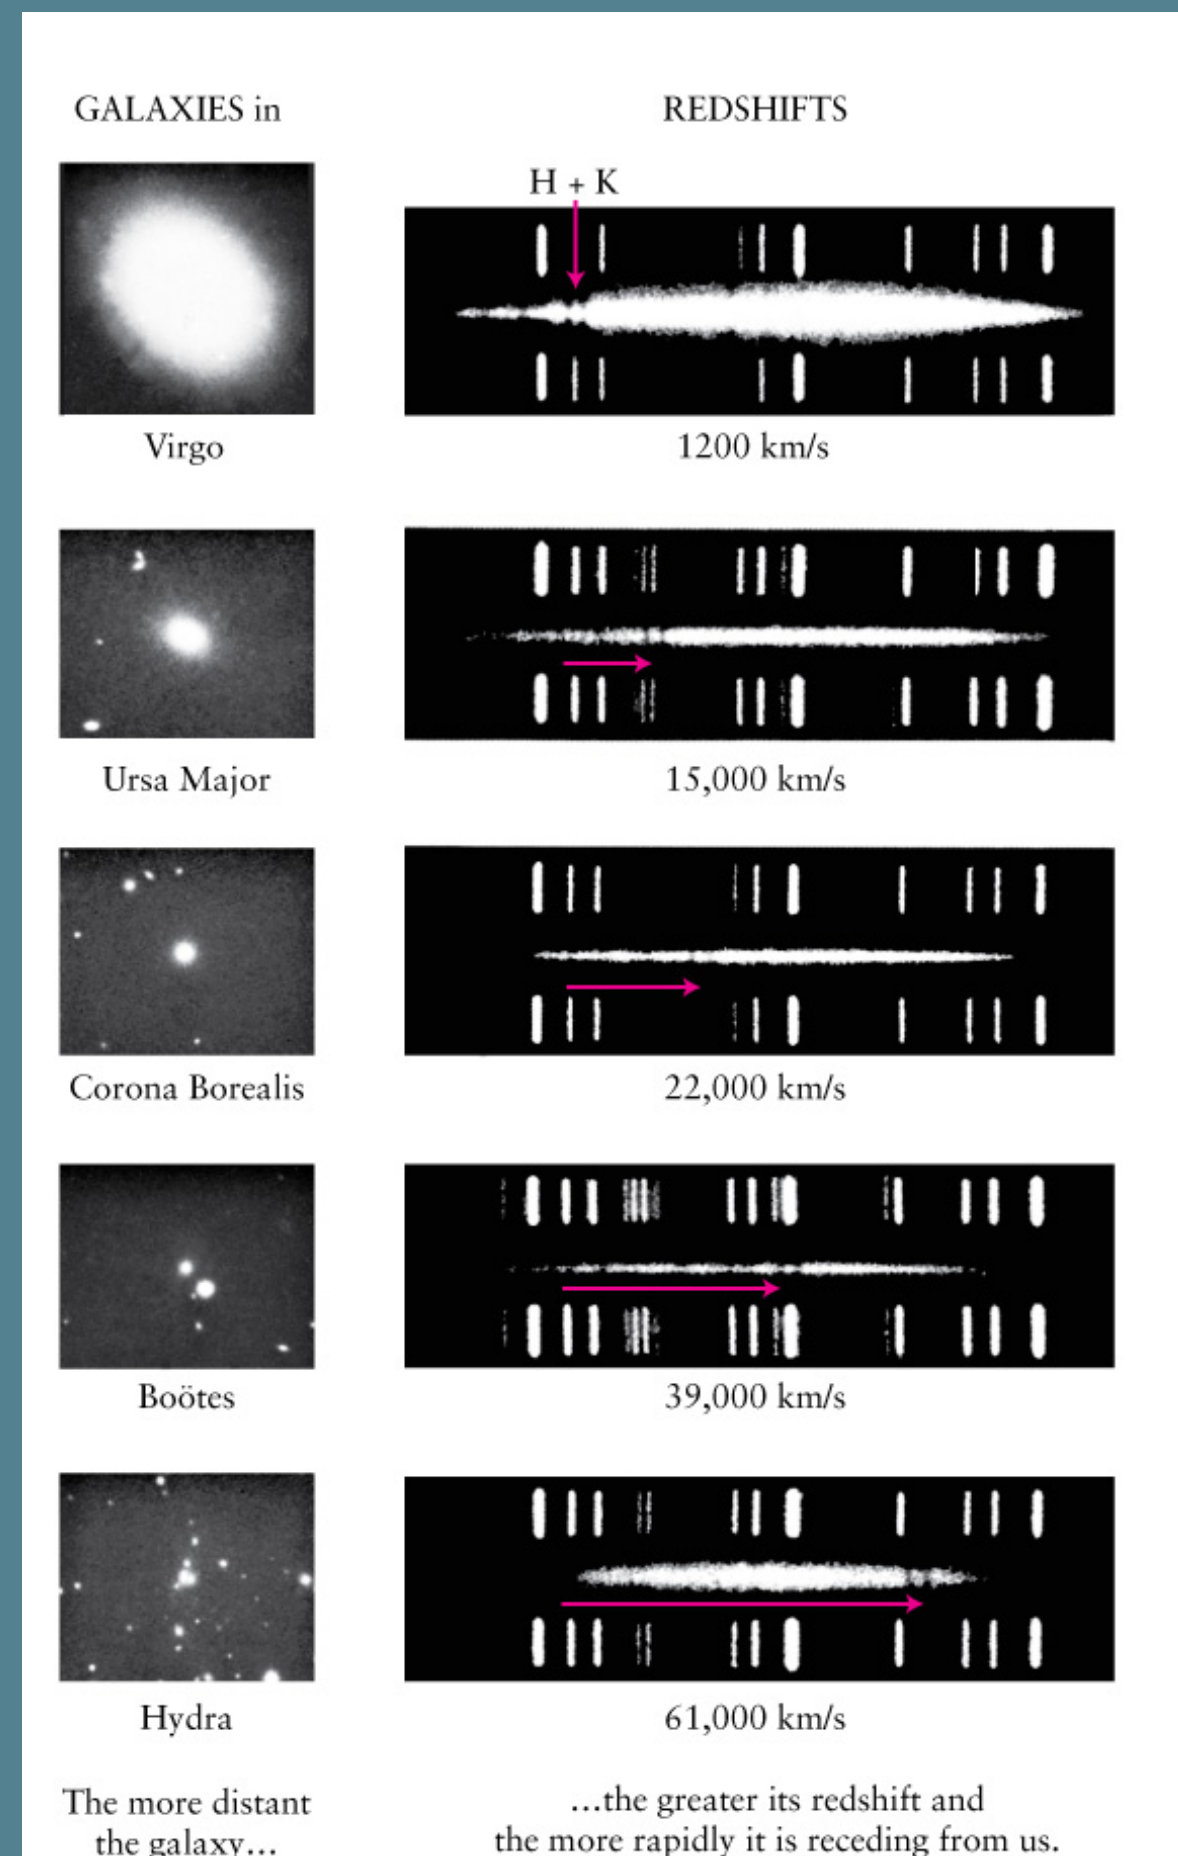 GALAXIES in
REDSHIFTS
H + K
Virgo
1200 km/s
Ursa Major
15,000 km/s
Corona Borealis
22,000 km/s
Boötes
39,000 km/s
Hydra
61,000 km/s
The more distant
the galaxy...
...the greater its redshift and
the more rapidly it is receding from us.